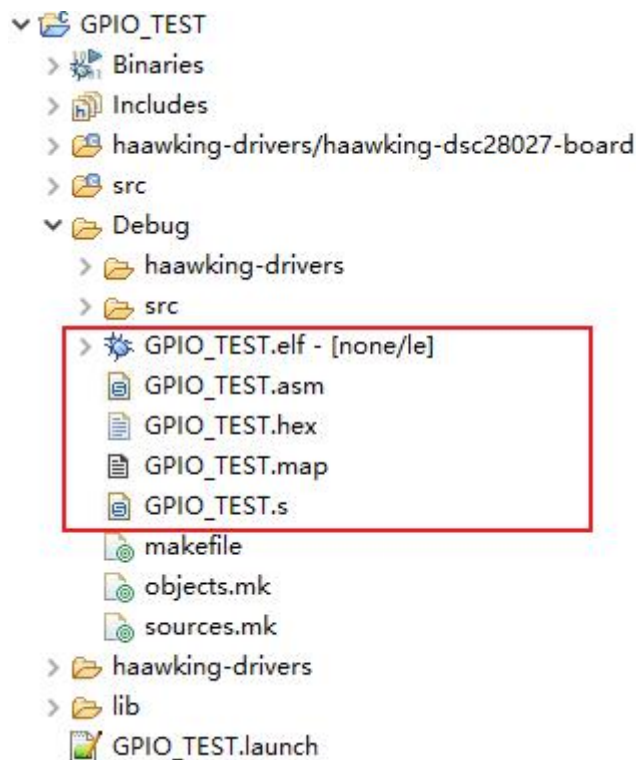 GPIO_TEST
Binaries
Includes
haawking-drivers/haawking-dsc28027-board
src
Debug
haawking-drivers
src
GPIO_TEST.elf - [none/le]
GPIO_TEST.asm
GPIO_TEST.hex
GPIO_TEST.map
GPIO_TEST.s
makefile
objects.mk
sources.mk
haawking-drivers
lib
GPIO_TEST.launch